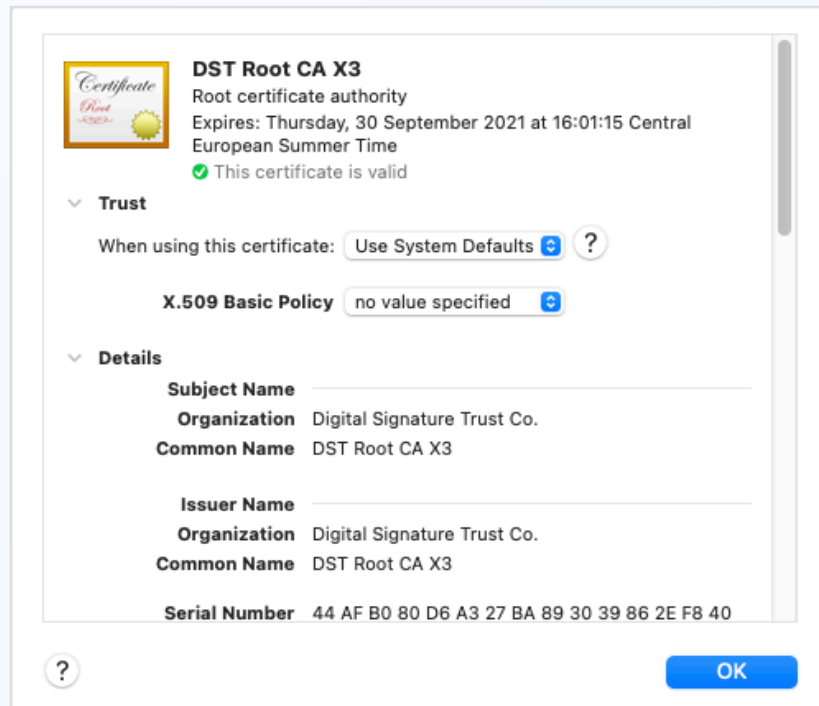 Certificate
Root
DST Root CA X3
Root certificate authority
Expires: Thursday, 30 September 2021 at 16:01:15 Central
European Summer Time
This certificate is valid
Trust
When using this certificate: Use System Defaults ?
X.509 Basic Policy no value specified
Details
Subject Name
Organization Digital Signature Trust Co.
Common Name DST Root CA X3
Issuer Name
Organization Digital Signature Trust Co.
Common Name DST Root CA X3
Serial Number 44 AF B0 80 D6 A3 27 BA 89 30 39 86 2E F8 40
? OK